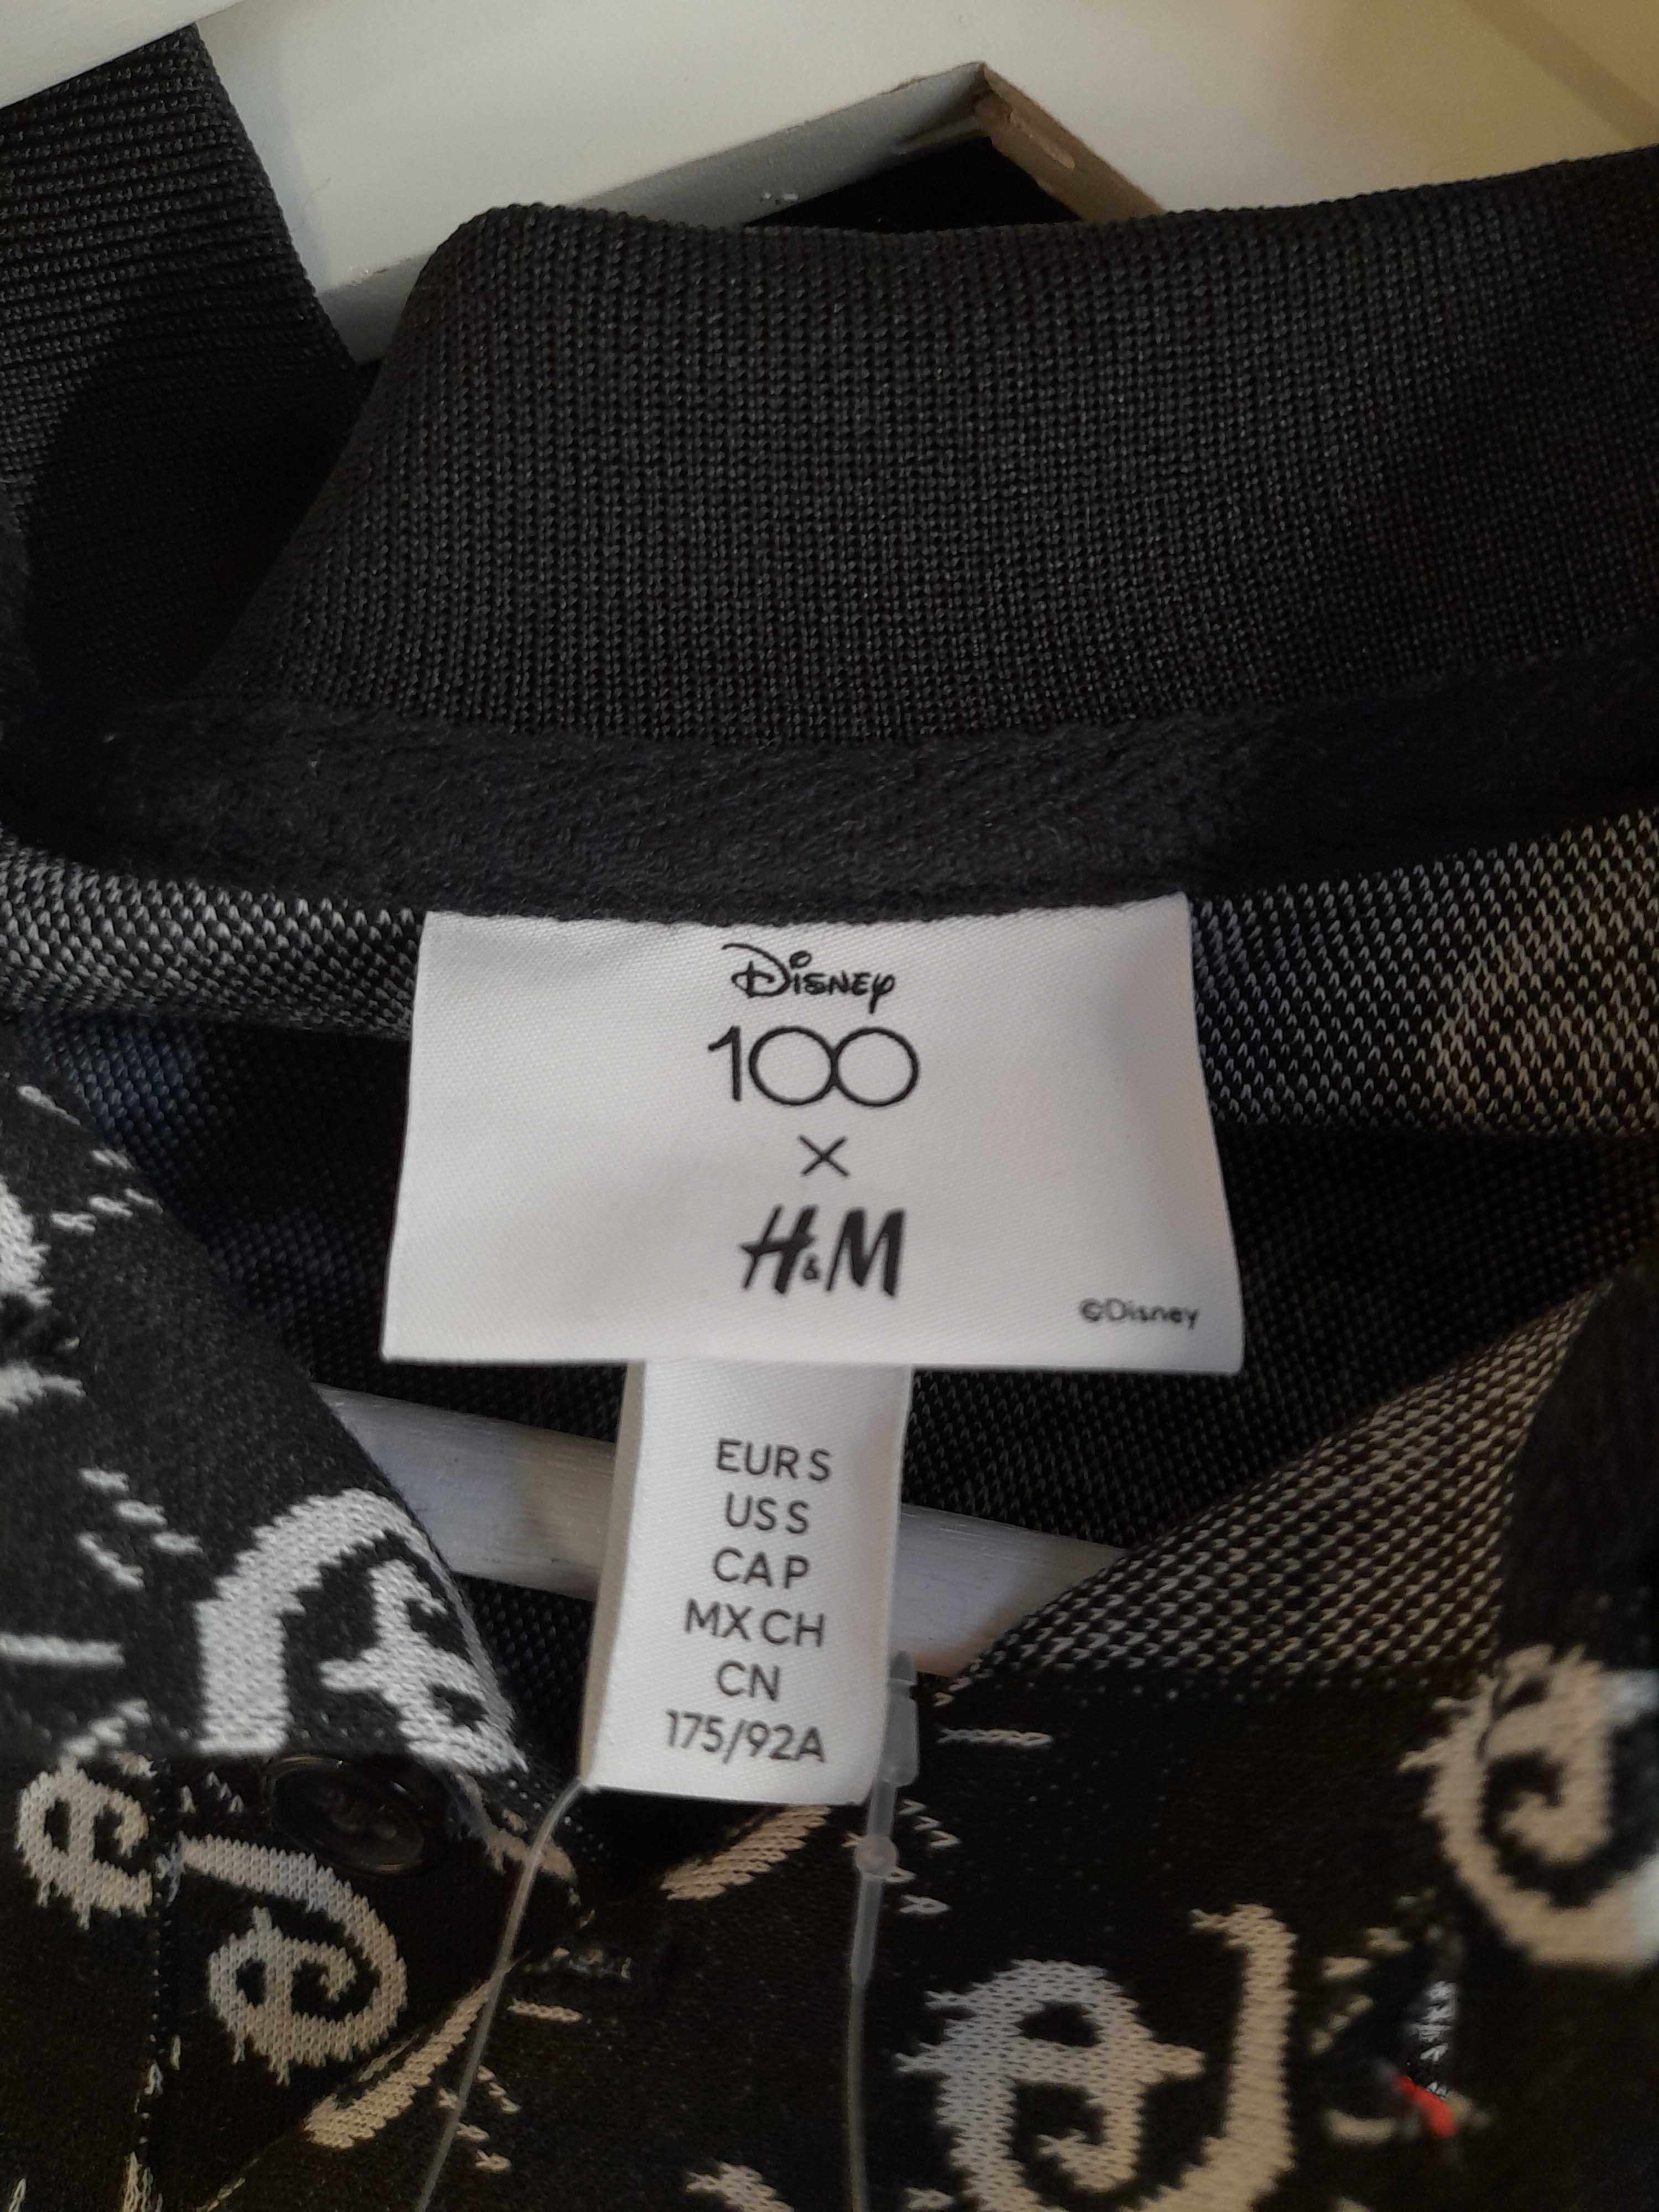 Disney
100
×
H&M
©Disney
EUR S
US S
CA P
MX CH
CN
175/92A